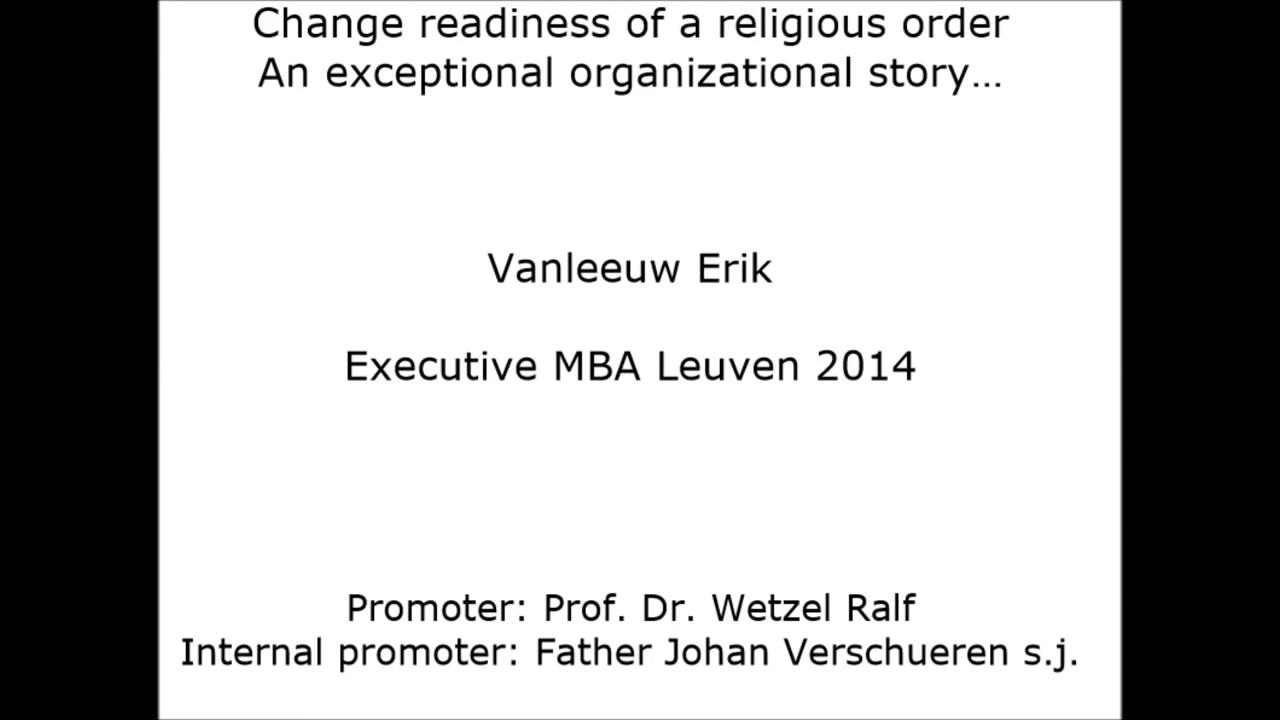 Change readiness of a religious order
An exceptional organizational story...
Vanleeuw Erik
Executive MBA Leuven 2014
Promoter: Prof. Dr. Wetzel Ralf
Internal promoter: Father Johan Verschueren s.j.